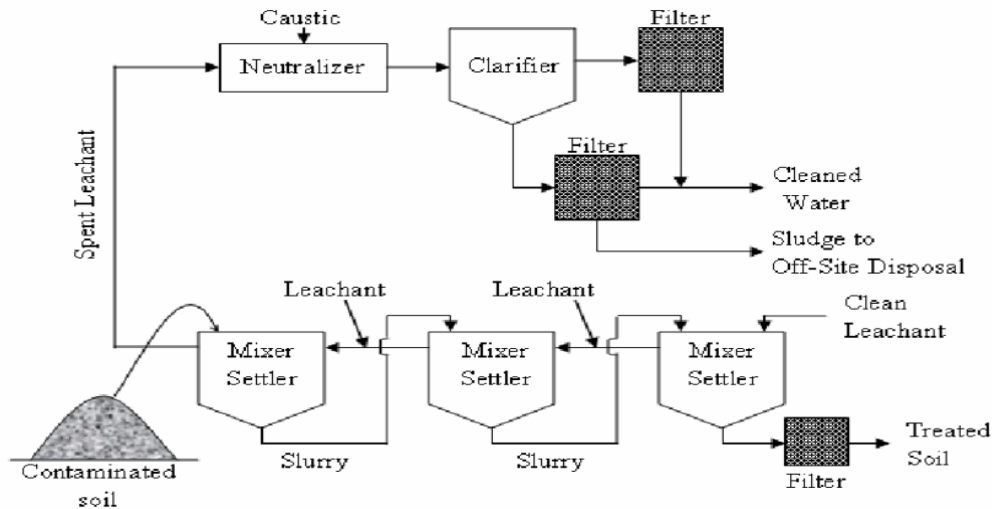 Caustic
Filter
Neutralizer
Clarifier
Spent Leachant
Filter
Cleaned
Water
Sludge to
Off-Site Disposal
Leachant
Leachant
Clean
Leachant
Mixer
Settler
Mixer
Settler
Mixer
Settler
Contaminated
soil
Slurry
Slurry
Filter
Treated
Soil